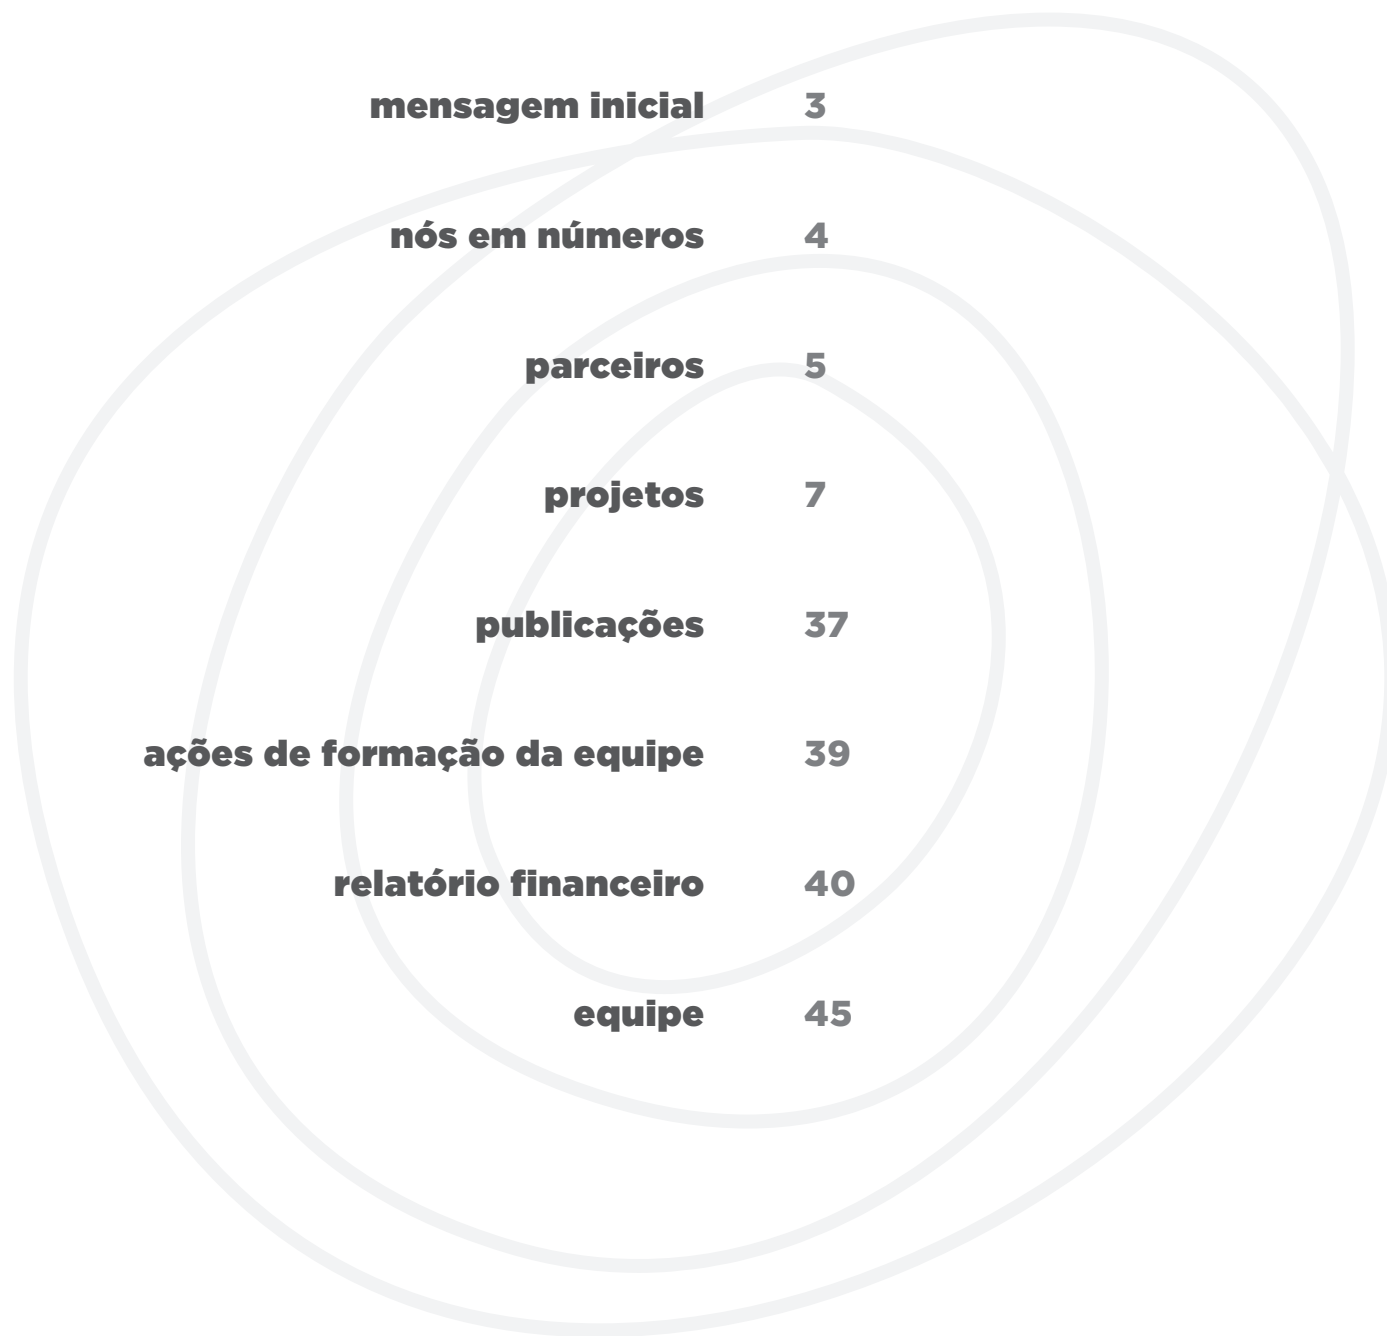 mensagem inicial 3
nós em números 4
parceiros 5
projetos 7
publicações 37
ações de formação da equipe 39
relatório financeiro 40
equipe 45